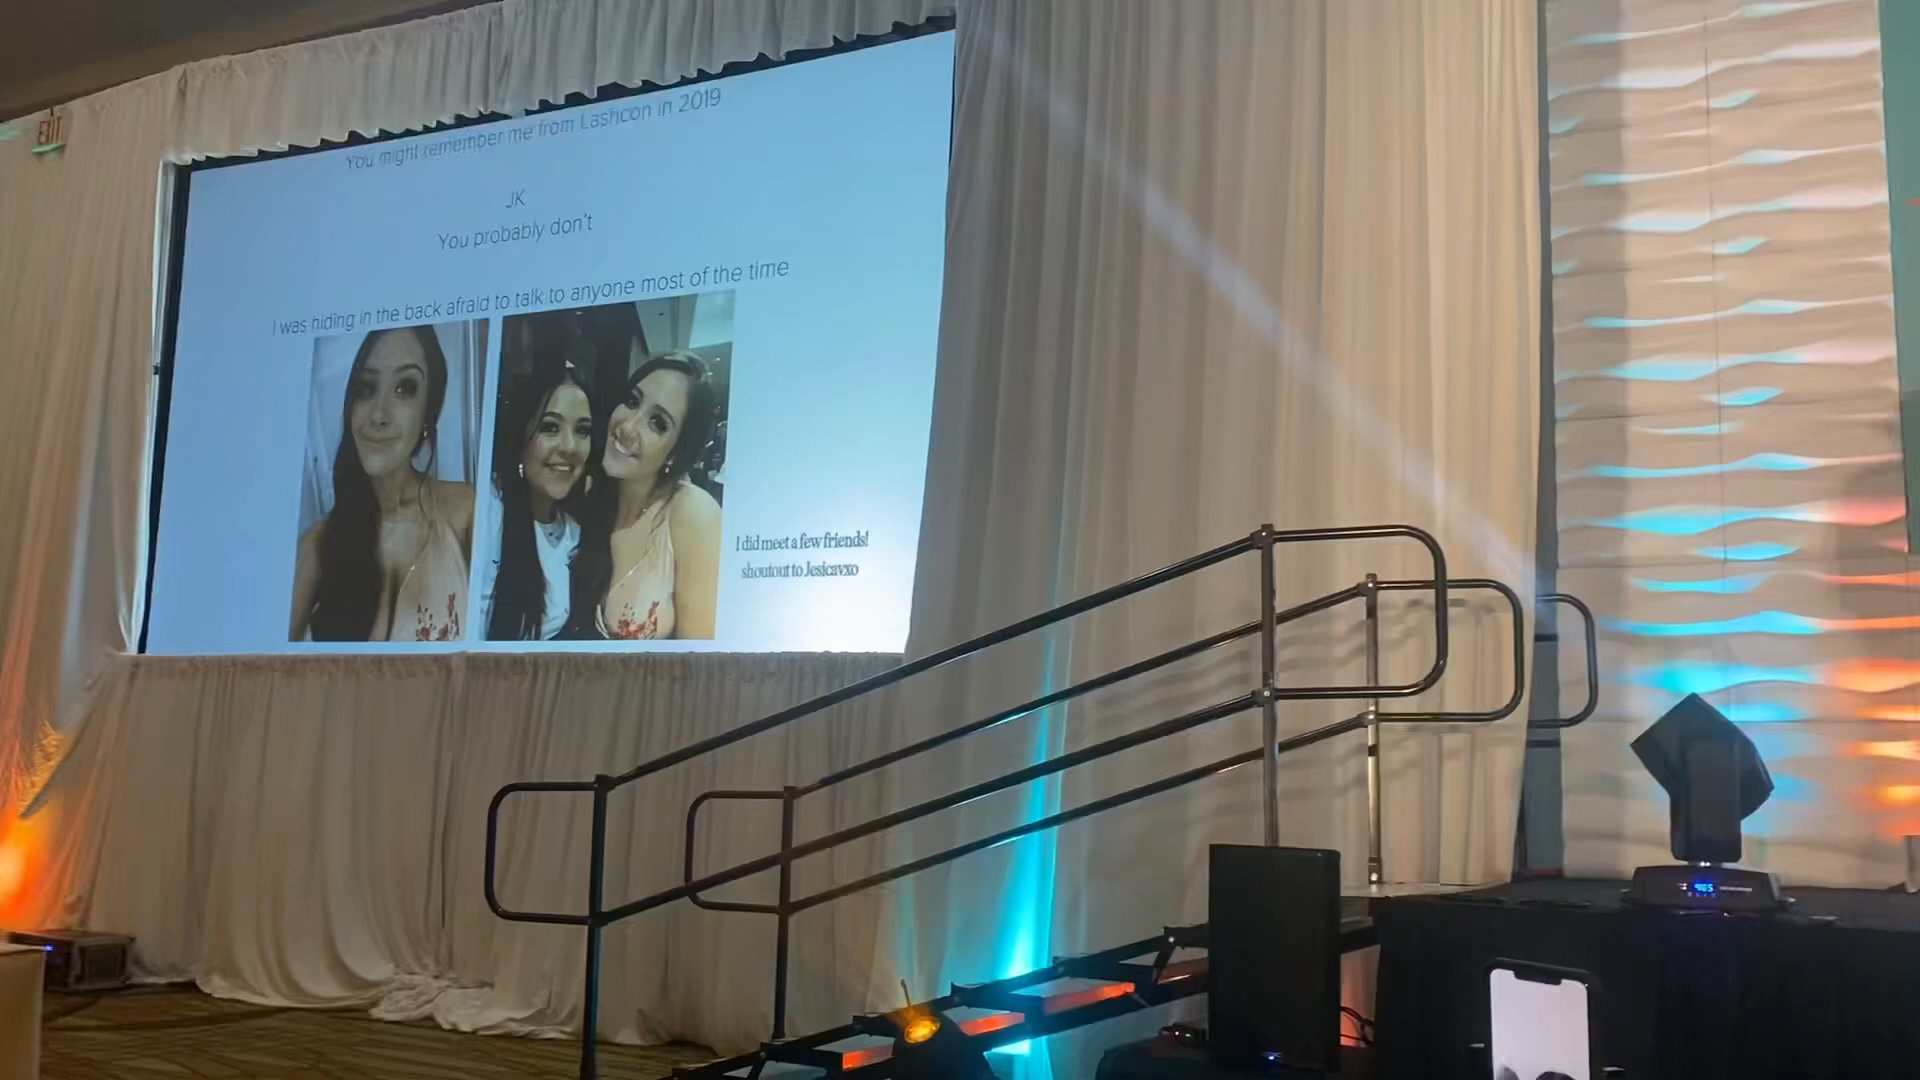 EXIT
You might remember me from Lashcon in 2019
JK
You probably don't
I was hiding in the back afraid to talk to anyone most of the time
I did meet a few friends!
shoutout to Jesicavxo